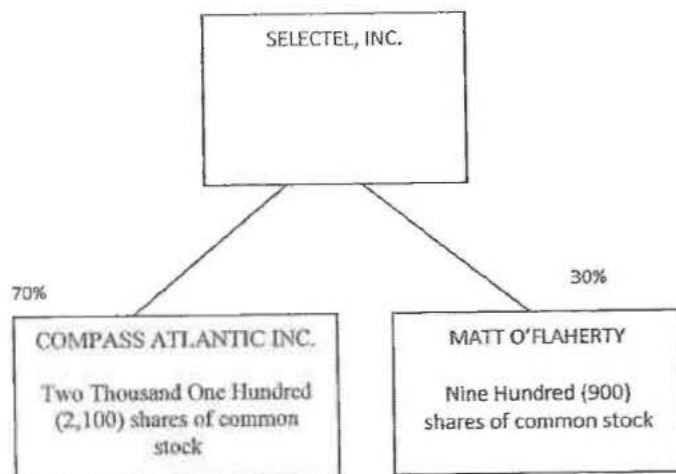 SELECTEL, INC.
70%
30%
COMPASS ATLANTIC INC.
Two Thousand One Hundred
(2,100) shares of common
stock
MATT O'FLAHERTY
Nine Hundred (900)
shares of common stock